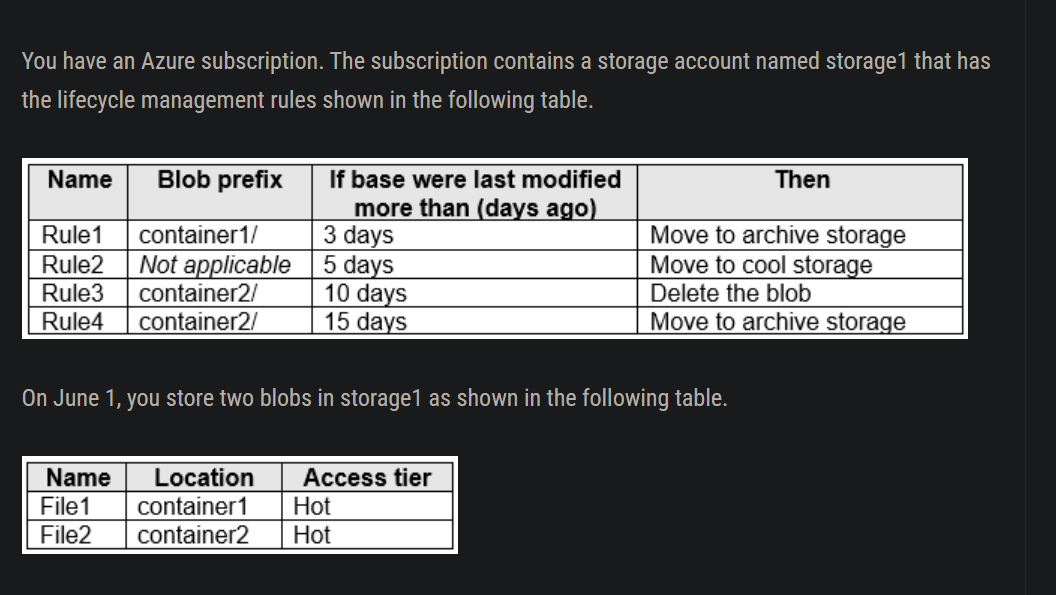 You have an Azure subscription. The subscription contains a storage account named storage1 that has
the lifecycle management rules shown in the following table.
Name Blob prefix If base were last modified more than (days ago) Then
Rule1 container1/ 3 days Move to archive storage
Rule2 Not applicable 5 days Move to cool storage
Rule3 container2/ 10 days Delete the blob
Rule4 container2/ 15 days Move to archive storage
On June 1, you store two blobs in storage1 as shown in the following table.
Name Location Access tier
File1 container1 Hot
File2 container2 Hot